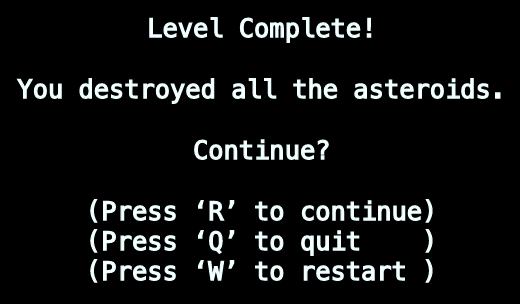 Level Complete!
You destroyed all the asteroids.
Continue?
(Press ‘R’ to continue)
(Press ‘Q’ to quit    )
(Press ‘W’ to restart )